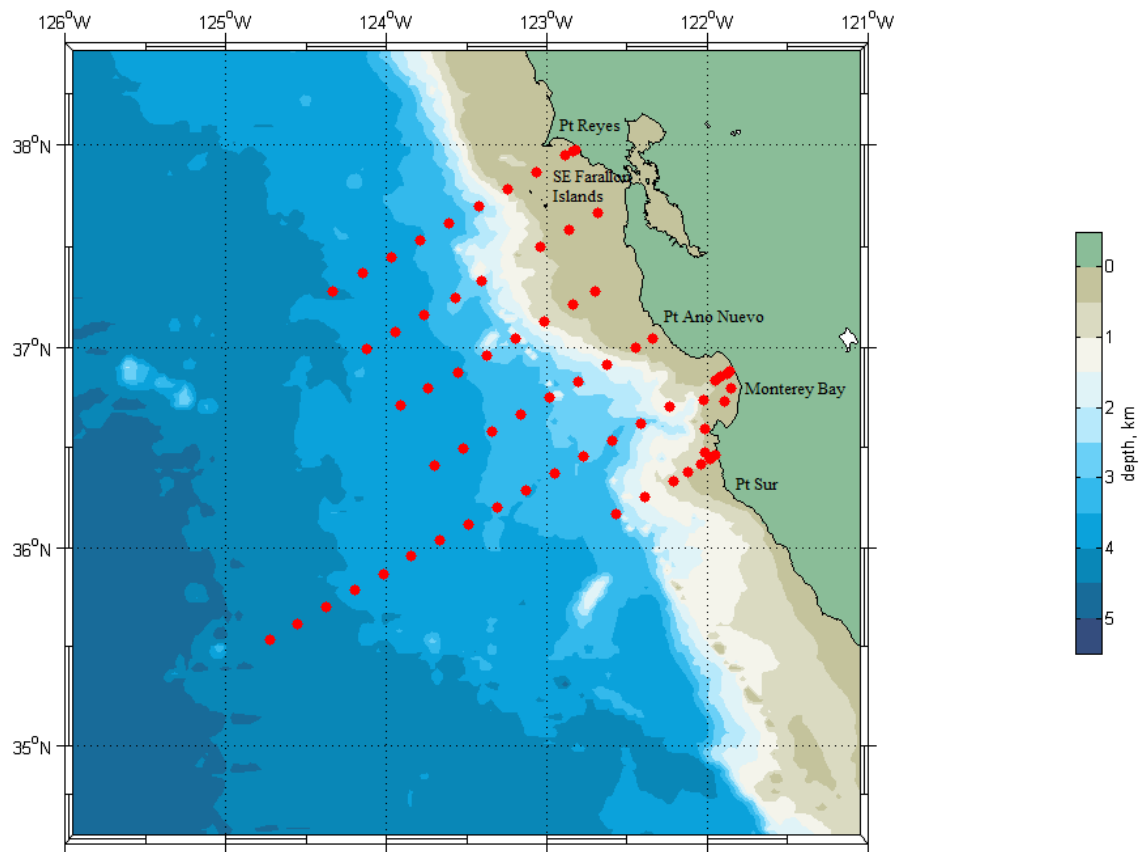 126°W 125°W 124°W 123°W 122°W 121°W
38°N
37°N
36°N
35°N
Pt Reyes
SE Farallon
Islands
Pt Ano Nuevo
Monterey Bay
Pt Sur
0
1
2
3
4
5
depth, km